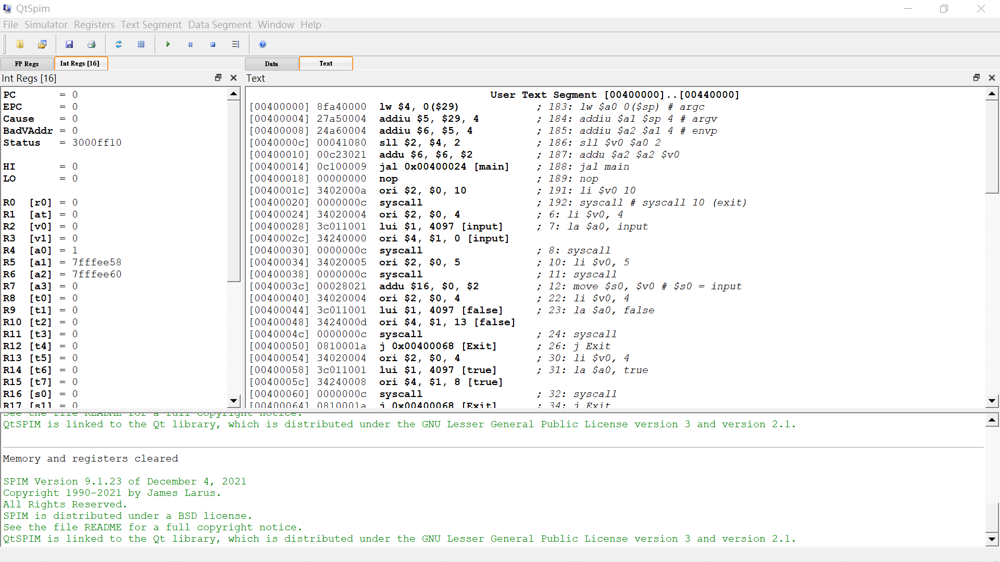 QtSpim
File Simulator Registers Text Segment Data Segment Window Help
FP Regs Int Regs [16] Data Text
Int Regs [16]
PC = 0
EPC = 0
Cause = 0
BadVAddr = 0
Status = 3000ff10
HI = 0
LO = 0
R0 [r0] = 0
R1 [at] = 0
R2 [v0] = 0
R3 [v1] = 0
R4 [a0] = 1
R5 [a1] = 7fffee58
R6 [a2] = 7fffee60
R7 [a3] = 0
R8 [t0] = 0
R9 [t1] = 0
R10 [t2] = 0
R11 [t3] = 0
R12 [t4] = 0
R13 [t5] = 0
R14 [t6] = 0
R15 [t7] = 0
R16 [s0] = 0
R17 [s1] = 0
Text
User Text Segment [00400000]..[00440000]
[00400000] 8fa40000 lw $4, 0($29) ; 183: lw $a0 0($sp) # argc
[00400004] 27a50004 addiu $5, $29, 4 ; 184: addiu $a1 $sp 4 # argv
[00400008] 24a60004 addiu $6, $5, 4 ; 185: addiu $a2 $a1 4 # envp
[0040000c] 00041080 sll $2, $4, 2 ; 186: sll $v0 $a0 2
[00400010] 00c23021 addu $6, $6, $2 ; 187: addu $a2 $a2 $v0
[00400014] 0c100009 jal 0x00400024 [main] ; 188: jal main
[00400018] 00000000 nop ; 189: nop
[0040001c] 3402000a ori $2, $0, 10 ; 191: li $v0 10
[00400020] 0000000c syscall ; 192: syscall # syscall 10 (exit)
[00400024] 34020004 ori $2, $0, 4 ; 6: li $v0, 4
[00400028] 3c011001 lui $1, 4097 [input] ; 7: la $a0, input
[0040002c] 34240000 ori $4, $1, 0 [input]
[00400030] 0000000c syscall ; 8: syscall
[00400034] 34020005 ori $2, $0, 5 ; 10: li $v0, 5
[00400038] 0000000c syscall ; 11: syscall
[0040003c] 00028021 addu $16, $0, $2 ; 12: move $s0, $v0 # $s0 = input
[00400040] 34020004 ori $2, $0, 4 ; 22: li $v0, 4
[00400044] 3c011001 lui $1, 4097 [false] ; 23: la $a0, false
[00400048] 3424000d ori $4, $1, 13 [false]
[0040004c] 0000000c syscall ; 24: syscall
[00400050] 0810001a j 0x00400068 [Exit] ; 26: j Exit
[00400054] 34020004 ori $2, $0, 4 ; 30: li $v0, 4
[00400058] 3c011001 lui $1, 4097 [true] ; 31: la $a0, true
[0040005c] 34240008 ori $4, $1, 8 [true]
[00400060] 0000000c syscall ; 32: syscall
[00400064] 0810001a j 0x00400068 [Exit] ; 34: j Exit
See the file README for a full copyright notice.
QtSPIM is linked to the Qt library, which is distributed under the GNU Lesser General Public License version 3 and version 2.1.
Memory and registers cleared
SPIM Version 9.1.23 of December 4, 2021
Copyright 1990-2021 by James Larus.
All Rights Reserved.
SPIM is distributed under a BSD license.
See the file README for a full copyright notice.
QtSPIM is linked to the Qt library, which is distributed under the GNU Lesser General Public License version 3 and version 2.1.